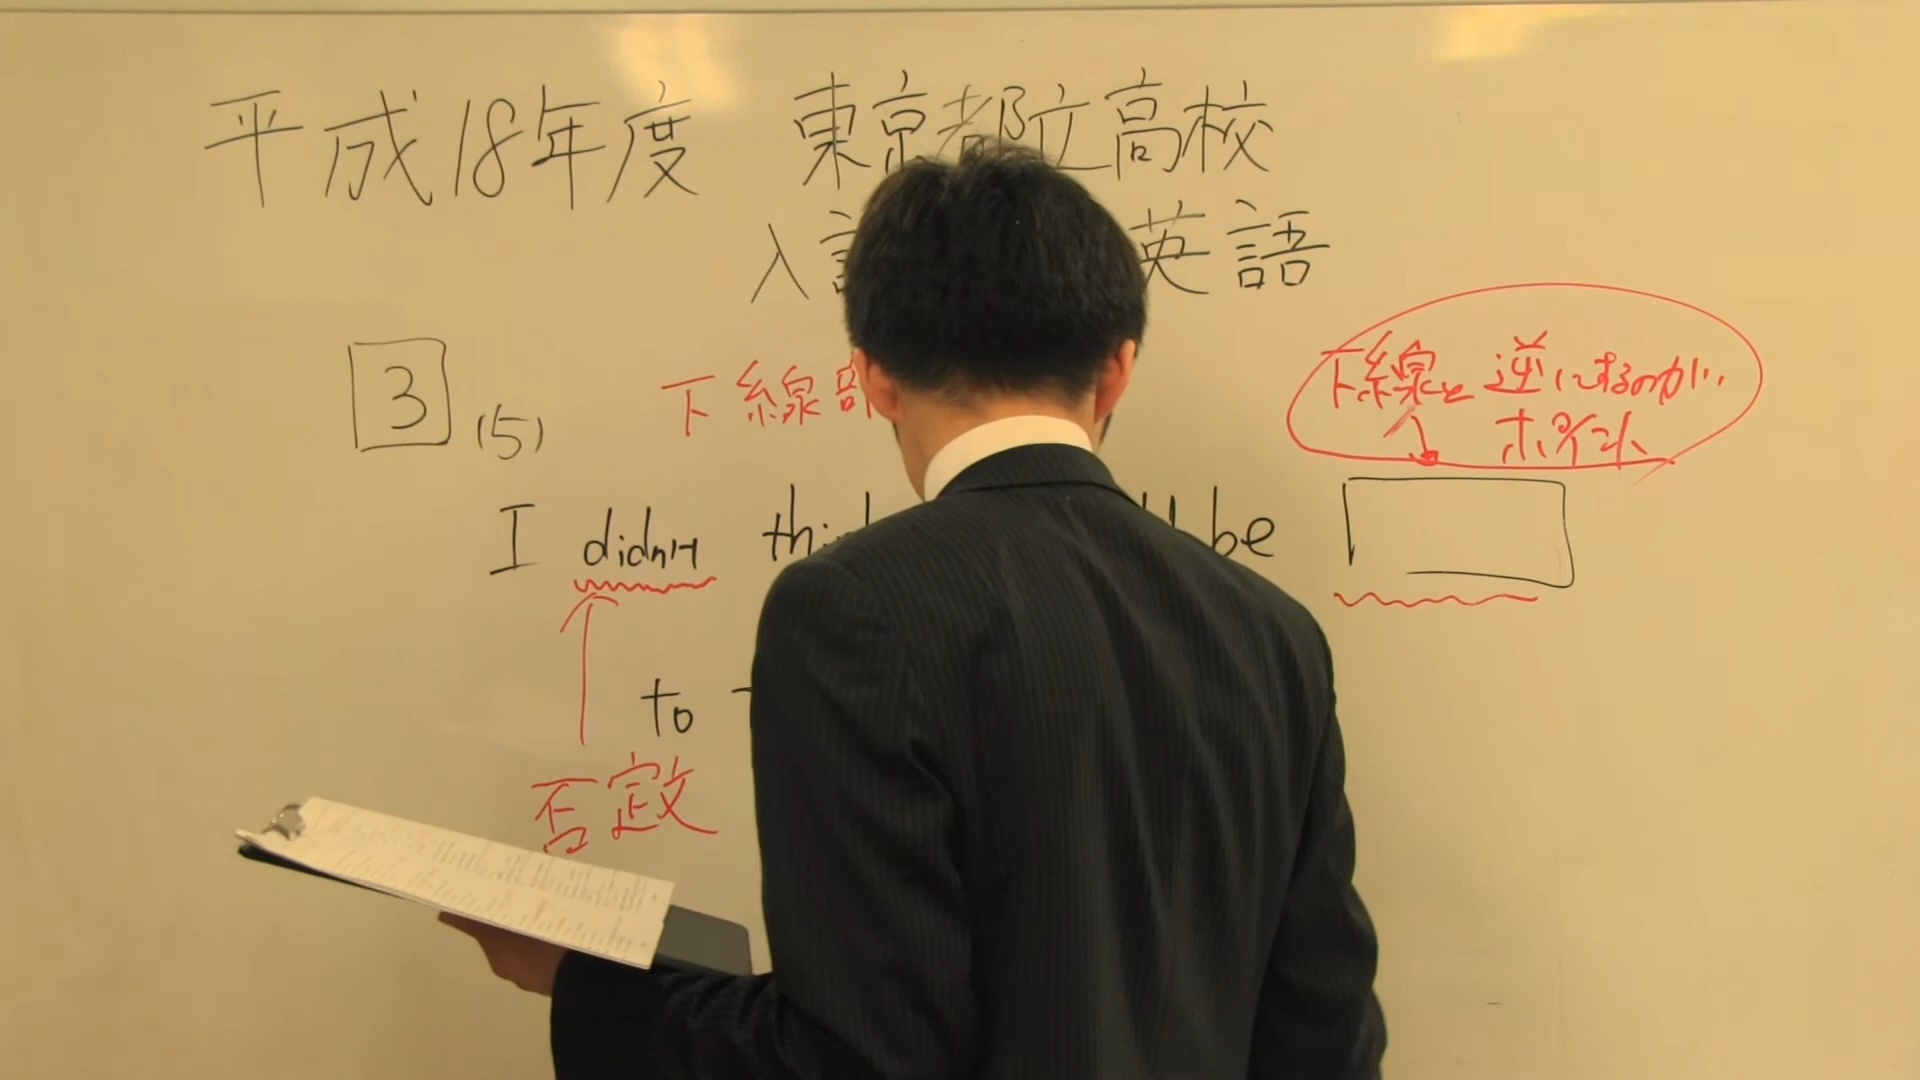 平成18年度 東京都立高校
入 英語
3 (5) 下線部
下線と 逆にするのが
ポイント
I didn't be
to
否定文